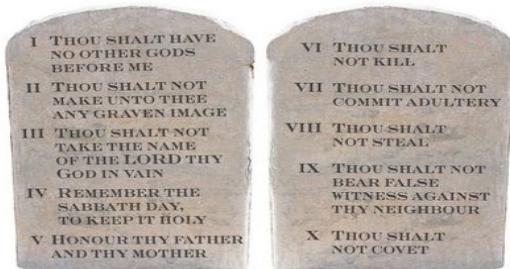 I THOU SHALT HAVE
NO OTHER GODS
BEFORE ME
II THOU SHALT NOT
MAKE UNTO THEE
ANY GRAVEN IMAGE
III THOU SHALT NOT
TAKE THE NAME
OF THE LORD THY
GOD IN VAIN
IV REMEMBER THE
SABBATH DAY,
TO KEEP IT HOLY
V HONOUR THY FATHER
AND THY MOTHER
VI THOU SHALT
NOT KILL
VII THOU SHALT NOT
COMMIT ADULTERY
VIII THOU SHALT
NOT STEAL
IX THOU SHALT NOT
BEAR FALSE
WITNESS AGAINST
THY NEIGHBOUR
X THOU SHALT
NOT COVET